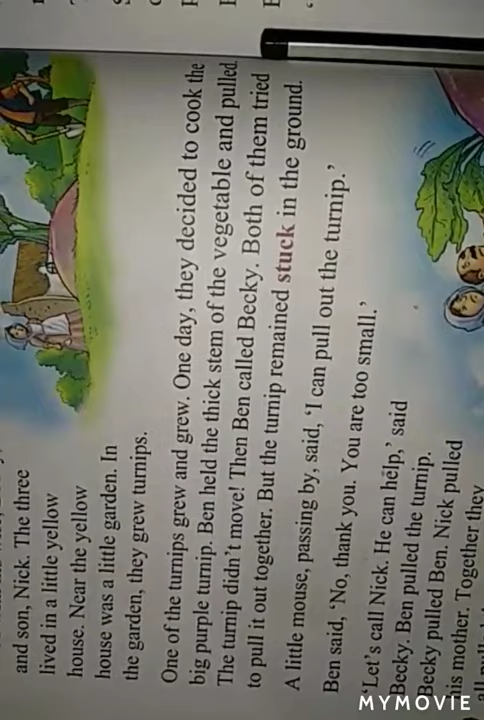 and son, Nick. The three
lived in a little yellow
house. Near the yellow
house was a little garden. In
the garden, they grew turnips.
One of the turnips grew and grew. One day, they decided to cook the
big purple turnip. Ben held the thick stem of the vegetable and pulled.
The turnip didn't move! Then Ben called Becky. Both of them tried
to pull it out together. But the turnip remained stuck in the ground.
A little mouse, passing by, said, 'I can pull out the turnip.'
Ben said, 'No, thank you. You are too small.'
'Let's call Nick. He can help,' said
Becky. Ben pulled the turnip.
Becky pulled Ben. Nick pulled
his mother. Together they
MYMOVIE